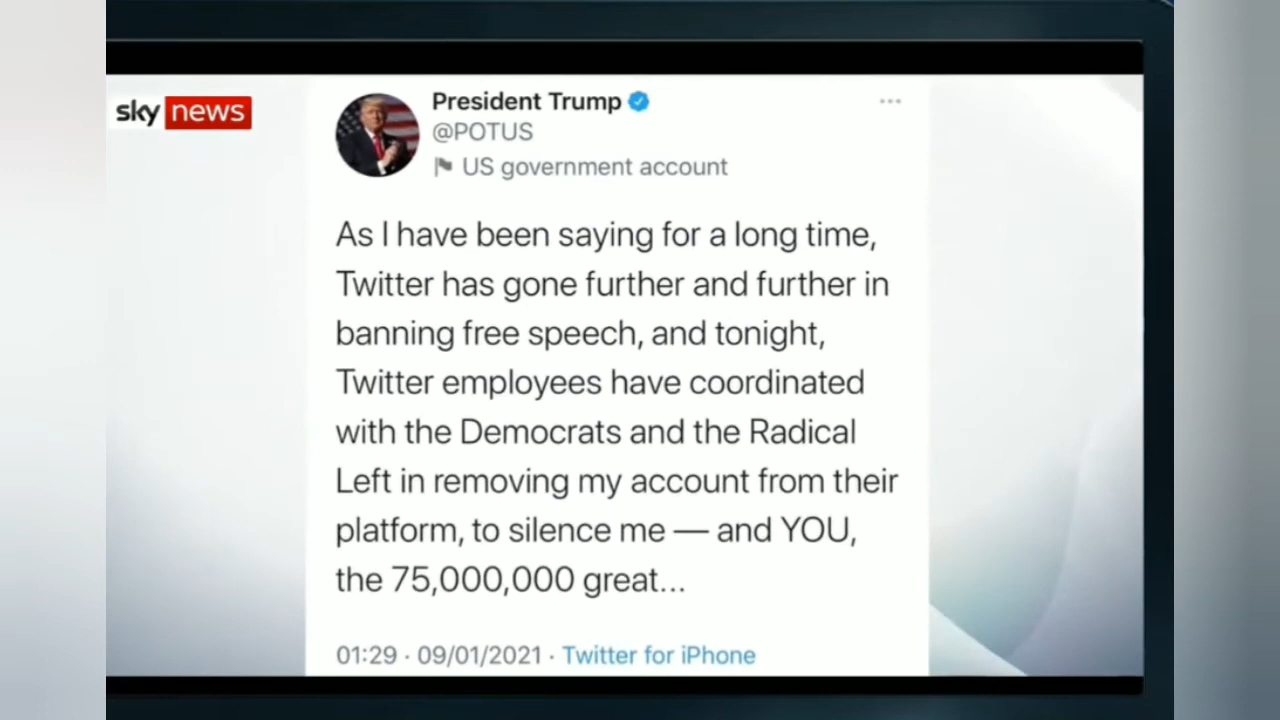 sky news
President Trump
@POTUS
US government account
As I have been saying for a long time,
Twitter has gone further and further in
banning free speech, and tonight,
Twitter employees have coordinated
with the Democrats and the Radical
Left in removing my account from their
platform, to silence me — and YOU,
the 75,000,000 great...
01:29 · 09/01/2021 · Twitter for iPhone